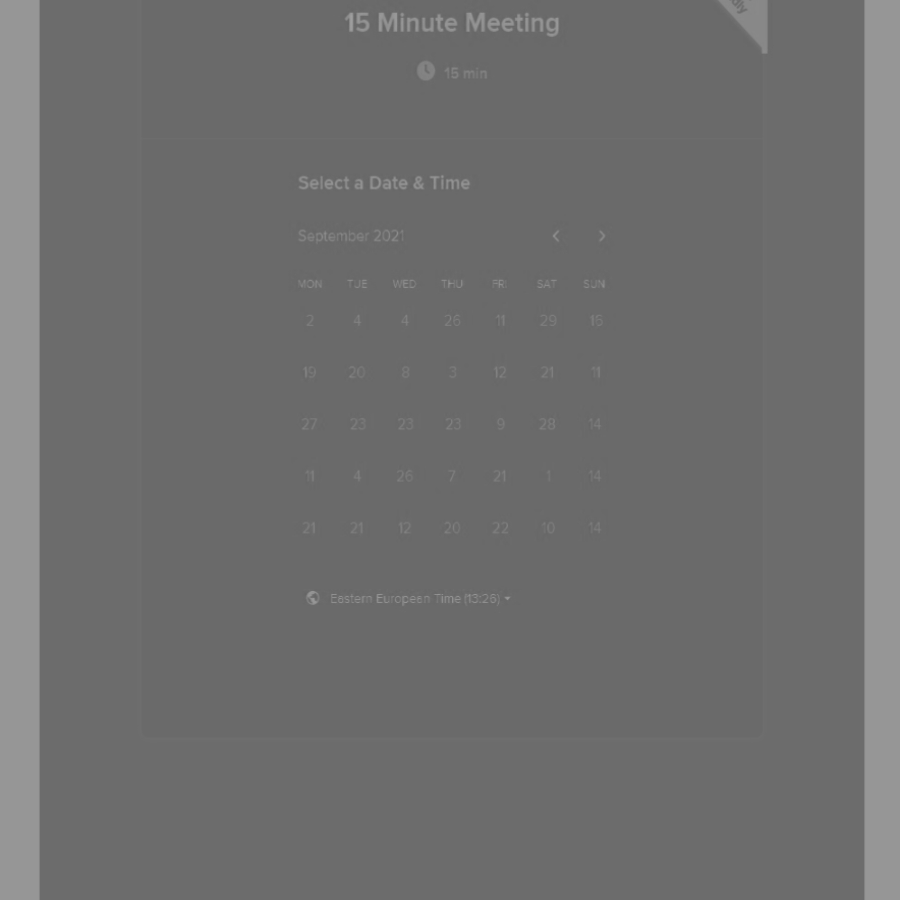 15 Minute Meeting
15 min
Select a Date & Time
September 2021
MON TUE WED THU FRI SAT SUN
2 4 4 26 11 29 15
19 20 8 3 12 21 11
27 23 23 23 9 28 14
11 4 26 7 21 1 14
21 21 12 20 22 10 14
Eastern European Time (13:26)